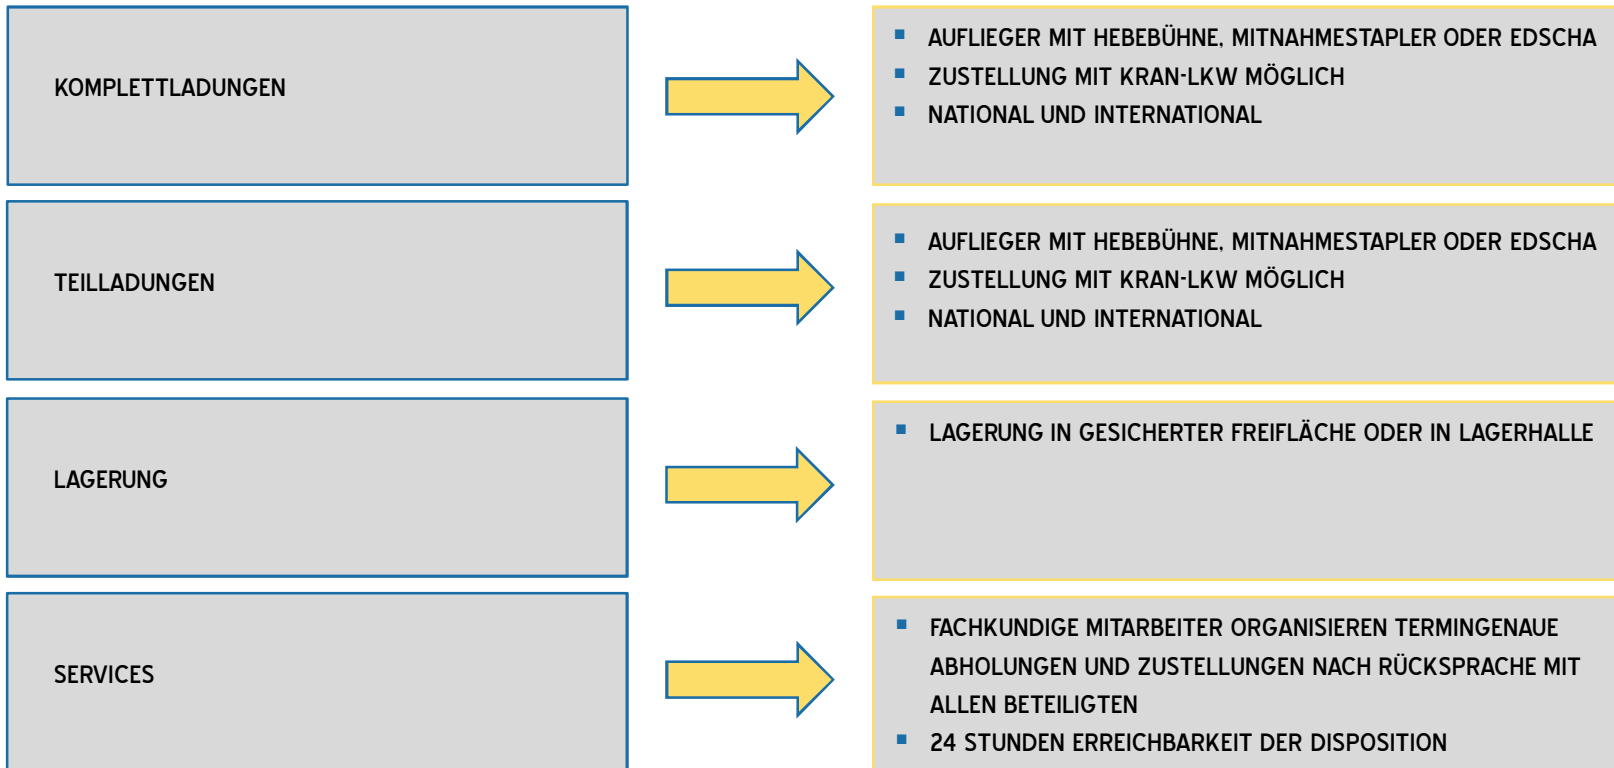 KOMPLETTLADUNGEN
▪ AUFLIEGER MIT HEBEBÜHNE, MITNAHMESTAPLER ODER EDSCHA
▪ ZUSTELLUNG MIT KRAN-LKW MÖGLICH
▪ NATIONAL UND INTERNATIONAL
TEILLADUNGEN
▪ AUFLIEGER MIT HEBEBÜHNE, MITNAHMESTAPLER ODER EDSCHA
▪ ZUSTELLUNG MIT KRAN-LKW MÖGLICH
▪ NATIONAL UND INTERNATIONAL
LAGERUNG
▪ LAGERUNG IN GESICHERTER FREIFLÄCHE ODER IN LAGERHALLE
SERVICES
▪ FACHKUNDIGE MITARBEITER ORGANISIEREN TERMINGENAUE
ABHOLUNGEN UND ZUSTELLUNGEN NACH RÜCKSPRACHE MIT
ALLEN BETEILIGTEN
▪ 24 STUNDEN ERREICHBARKEIT DER DISPOSITION